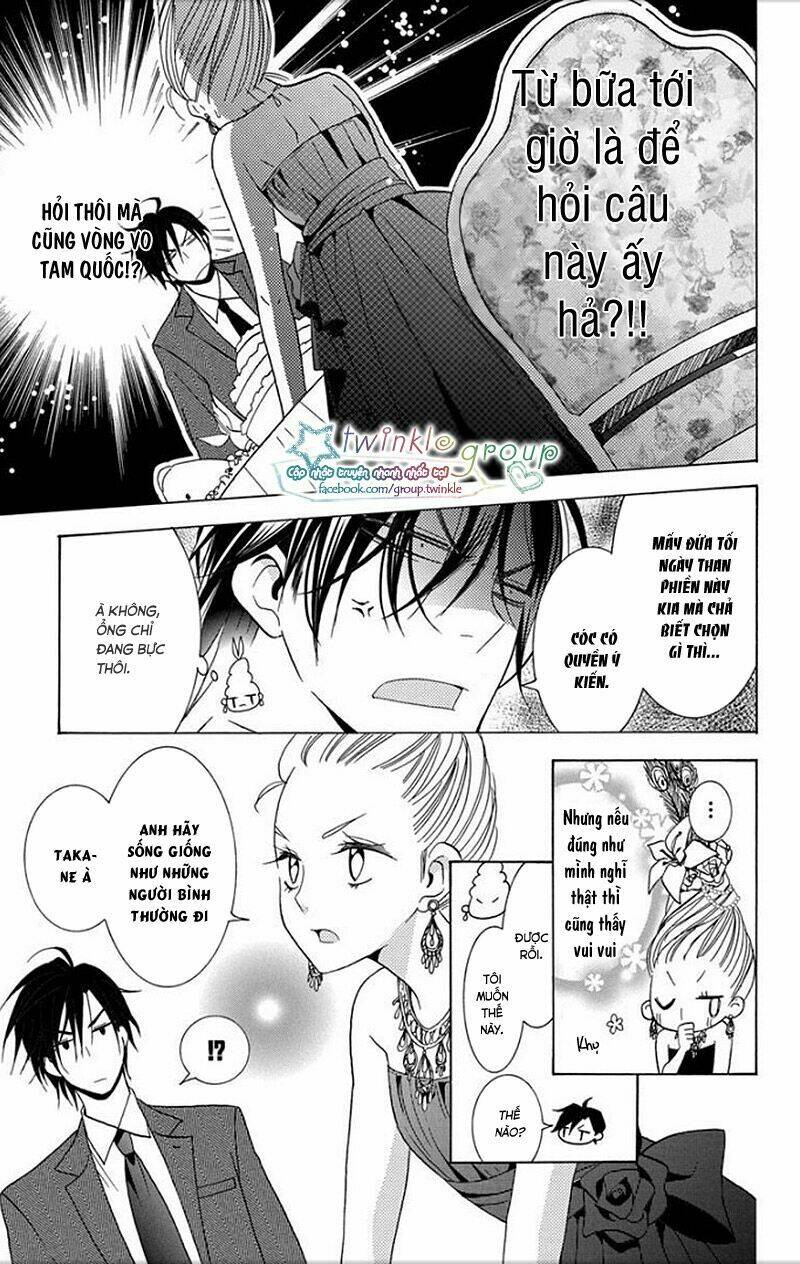 Từ bữa tới
giờ là để
hỏi câu
này ấy
hả?!!
HỎI THÔI MÀ
CŨNG VÒNG VO
TAM QUỐC!?
twinkle group
Cập nhật truyện nhanh nhất tại
facebook.com/group.twinkle
MẤY ĐỨA TỐI
NGÀY THAN
PHIỀN NÀY
KIA MÀ CHẢ
BIẾT CHỌN
GÌ THÌ...
CÓC CÓ
QUYỀN Ý
KIẾN.
À KHÔNG,
ỔNG CHỈ
ĐANG BỰC
THÔI.
...
Nhưng nếu
đúng như
mình nghĩ
thật thì
cũng thấy
vui vui
Khụ
ĐƯỢC
RỒI.
TÔI
MUỐN
THẾ
NÀY.
THẾ
NÀO?
ANH HÃY
SỐNG GIỐNG
NHƯ NHỮNG
NGƯỜI BÌNH
THƯỜNG ĐI
TAKA-
NE À
!?